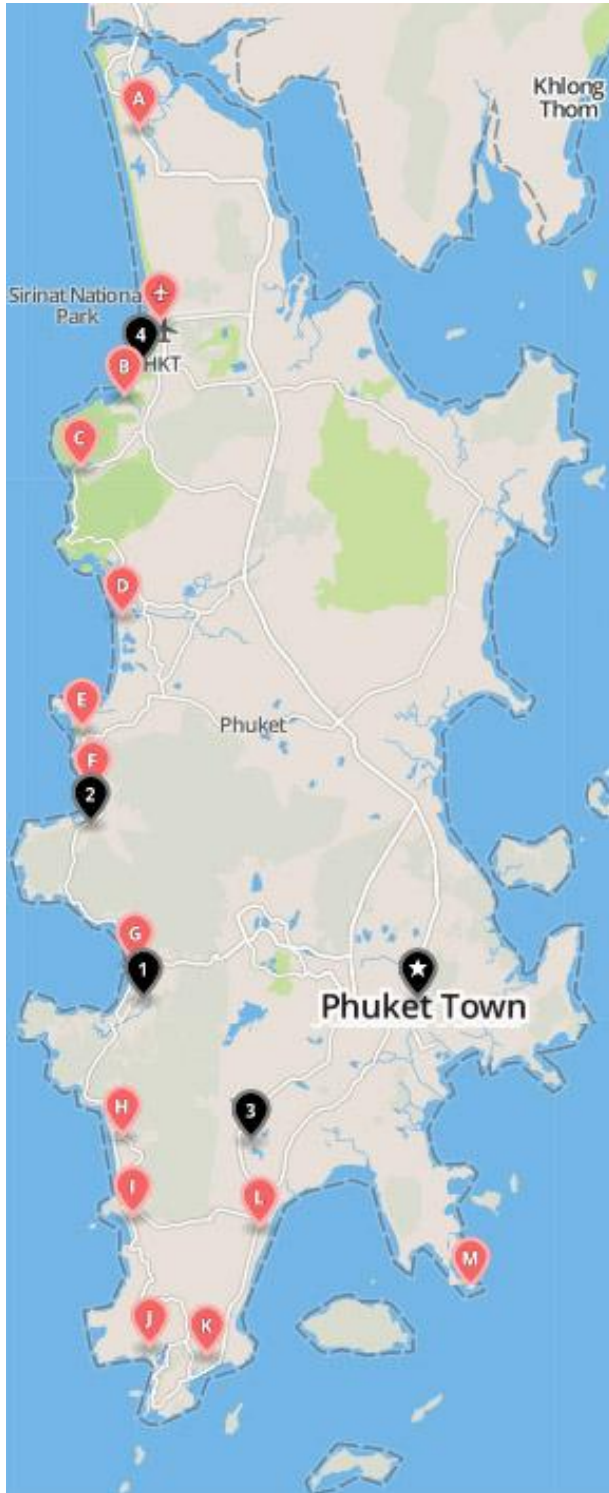 Khlong
Thom
A
Sirinat National
Park
4
HKT
B
C
D
E
Phuket
F
2
G
1
Phuket Town
H
3
I
L
M
J
K